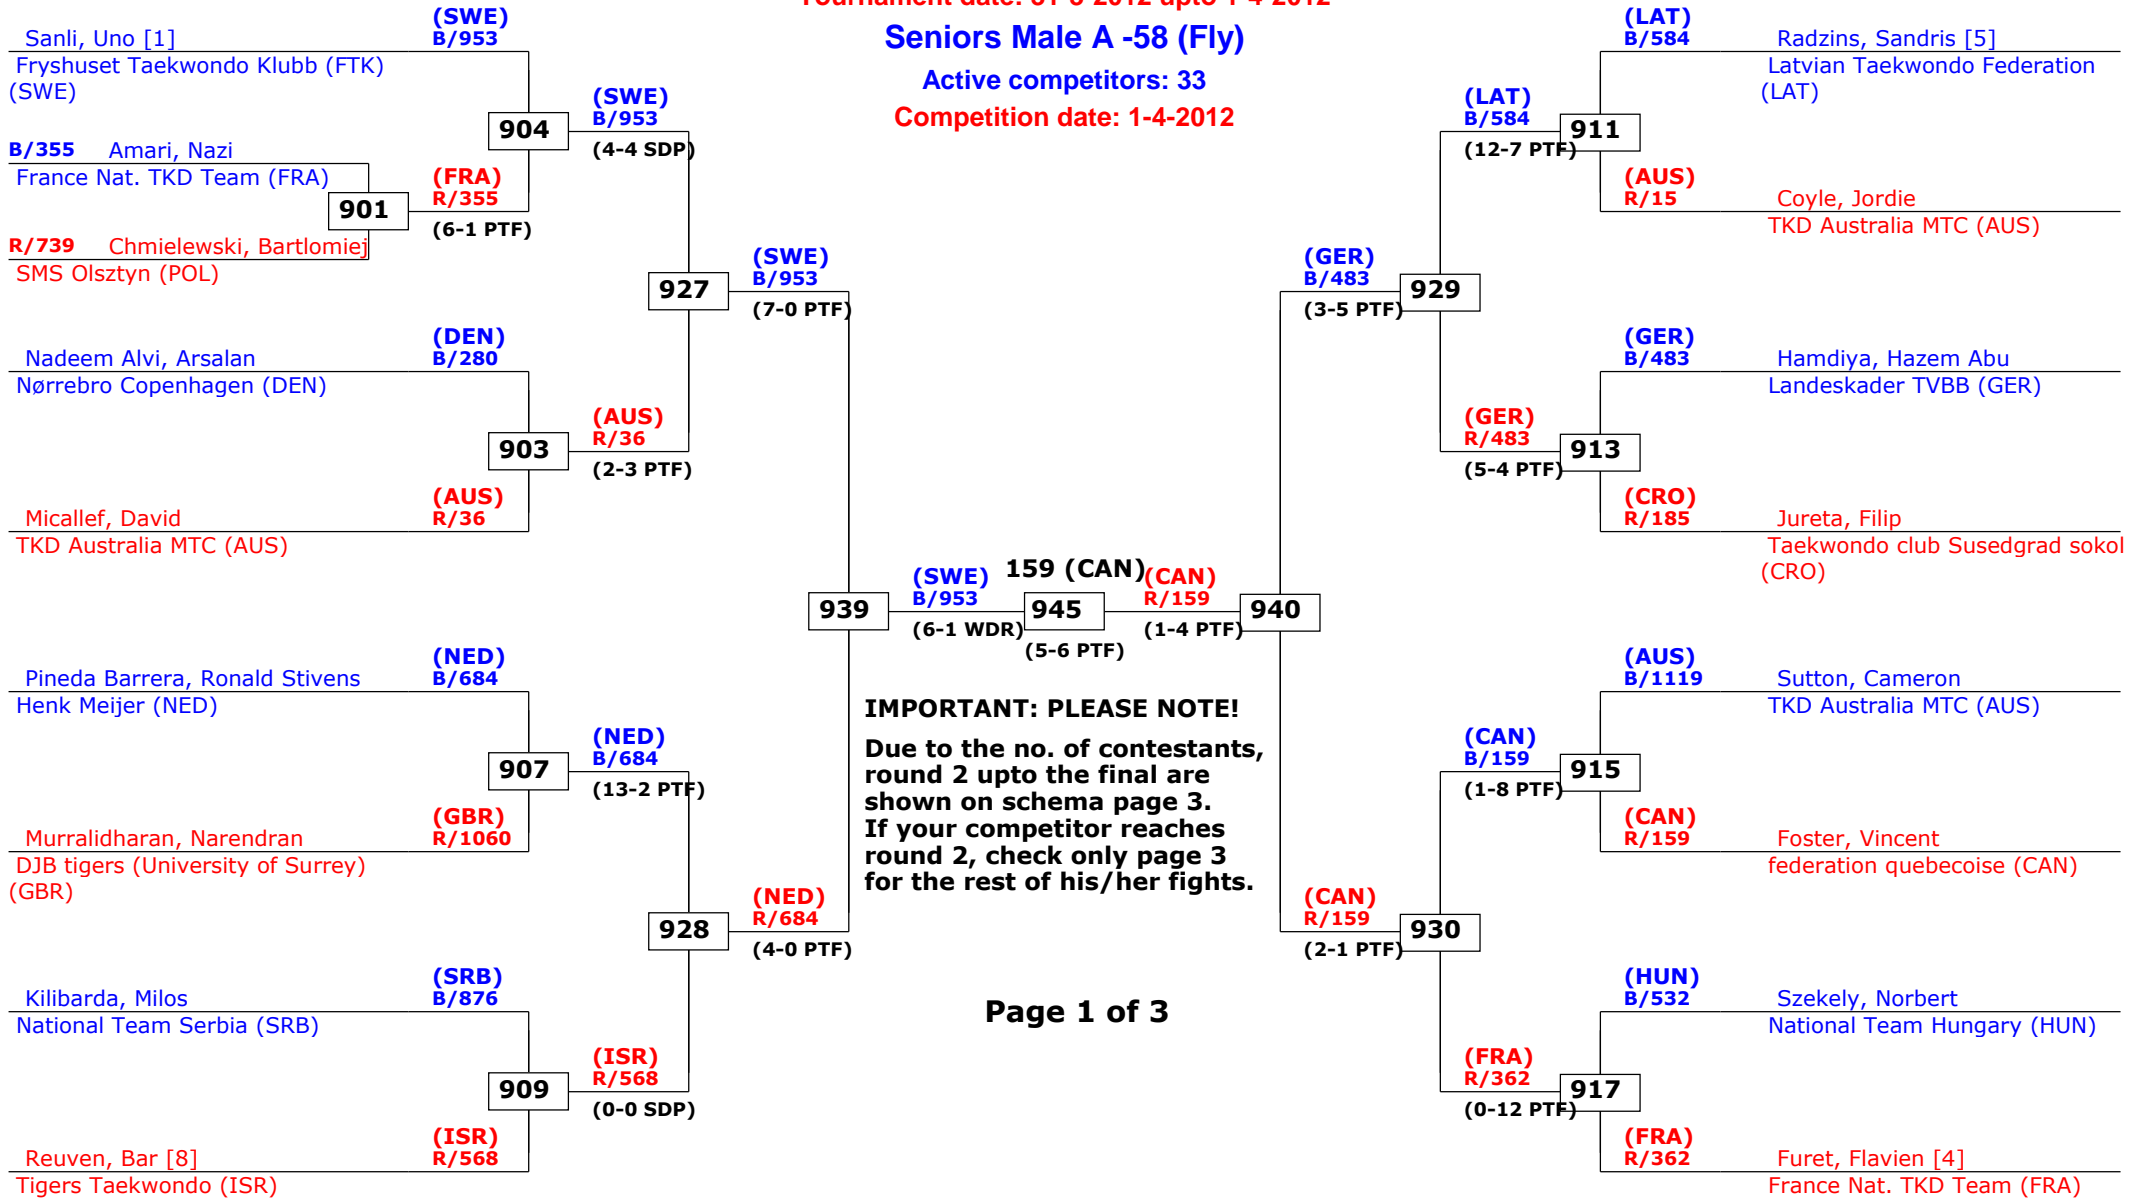 Tournament date: 31-3-2012 upto 1-4-2012
Seniors Male A -58 (Fly)
Active competitors: 33
Competition date: 1-4-2012
(SWE)
Sanli, Uno [1] B/953
Fryshuset Taekwondo Klubb (FTK)
(SWE)
904
(SWE)
B/953
(4-4 SDP)
B/355 Amari, Nazi
France Nat. TKD Team (FRA)
901
(FRA)
R/355
(6-1 PTF)
R/739 Chmielewski, Bartlomiej
SMS Olsztyn (POL)
927
(SWE)
B/953
(7-0 PTF)
(DEN)
Nadeem Alvi, Arsalan B/280
Nørrebro Copenhagen (DEN)
903
(AUS)
R/36
(2-3 PTF)
(AUS)
Micallef, David R/36
TKD Australia MTC (AUS)
939
(SWE)
B/953
(6-1 WDR)
159 (CAN)
945
(5-6 PTF)
(CAN)
R/159
(1-4 PTF)
940
(NED)
Pineda Barrera, Ronald Stivens B/684
Henk Meijer (NED)
907
(NED)
B/684
(13-2 PTF)
(GBR)
Murralidharan, Narendran R/1060
DJB tigers (University of Surrey)
(GBR)
928
(NED)
R/684
(4-0 PTF)
(SRB)
Kilibarda, Milos B/876
National Team Serbia (SRB)
909
(ISR)
R/568
(0-0 SDP)
(ISR)
Reuven, Bar [8] R/568
Tigers Taekwondo (ISR)
IMPORTANT: PLEASE NOTE!
Due to the no. of contestants,
round 2 upto the final are
shown on schema page 3.
If your competitor reaches
round 2, check only page 3
for the rest of his/her fights.
Page 1 of 3
(LAT)
B/584 Radzins, Sandris [5]
Latvian Taekwondo Federation
(LAT)
(LAT)
B/584
(12-7 PTF)
911
(AUS)
R/15 Coyle, Jordie
TKD Australia MTC (AUS)
(GER)
B/483
(3-5 PTF)
929
(GER)
B/483 Hamdiya, Hazem Abu
Landeskader TVBB (GER)
(GER)
R/483
(5-4 PTF)
913
(CRO)
R/185 Jureta, Filip
Taekwondo club Susedgrad sokol
(CRO)
(AUS)
B/1119 Sutton, Cameron
TKD Australia MTC (AUS)
(CAN)
B/159
(1-8 PTF)
915
(CAN)
R/159 Foster, Vincent
federation quebecoise (CAN)
(CAN)
R/159
(2-1 PTF)
930
(HUN)
B/532 Szekely, Norbert
National Team Hungary (HUN)
(FRA)
R/362
(0-12 PTF)
917
(FRA)
R/362 Furet, Flavien [4]
France Nat. TKD Team (FRA)